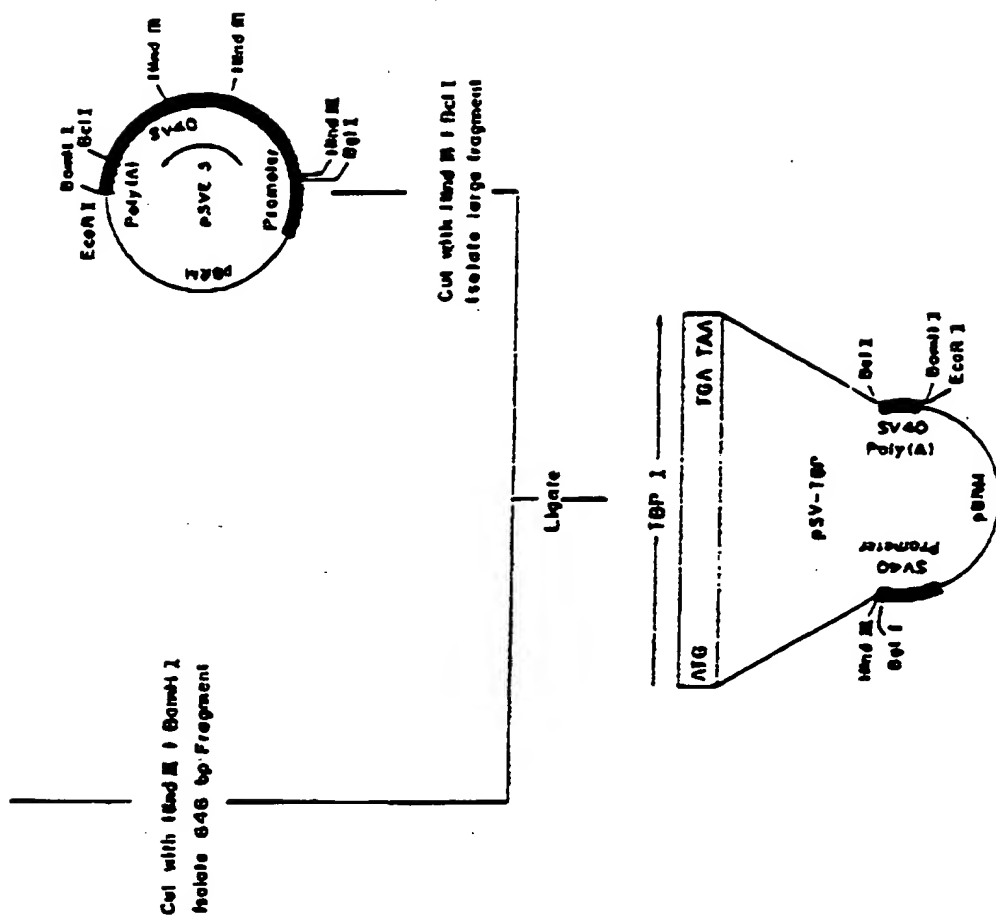 Cut with Hind III + BamH I
Isolate 646 bp Fragment
EcoR I
BamH I
Bcl I
Hind III
Hind III
Hind III
Bgl I
Poly(A)
SV40
pSVE 3
Promoter
pBRM
Cut with Hind III + Bcl I
Isolate large fragment
Ligate
TBP I
ATG
TGA TAA
pSV-TBP
Hind III
Bgl I
SV40
Promoter
pBRM
SV40
Poly(A)
Bcl I
BamH I
EcoR I